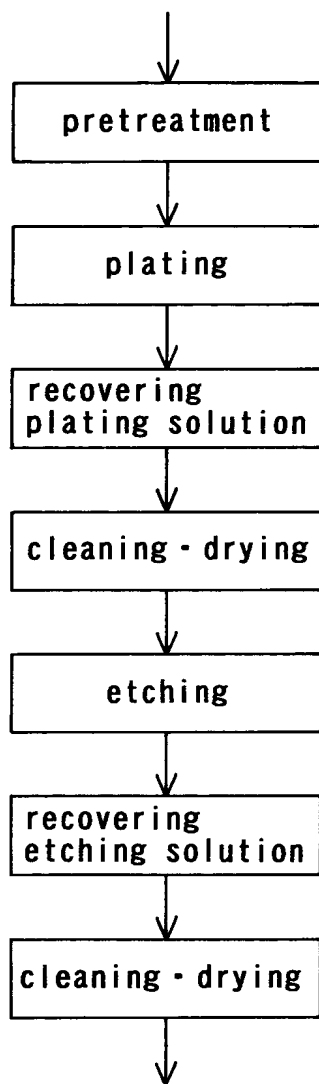 pretreatment
plating
recovering
plating solution
cleaning - drying
etching
recovering
etching solution
cleaning - drying